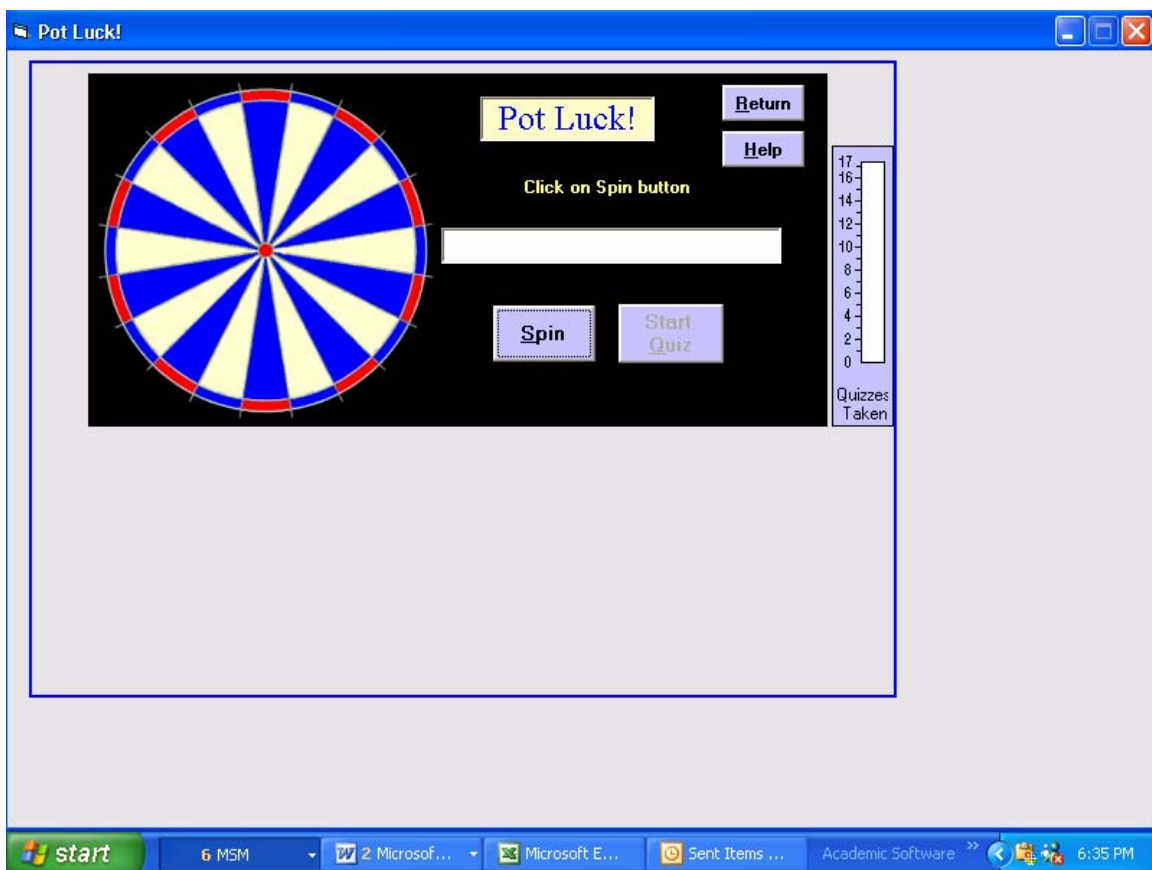 Pot Luck!
Pot Luck!
Return
Help
Click on Spin button
Spin
Start
Quiz
17
16
14
12
10
8
6
4
2
0
Quizzes
Taken
start
6 MSM
2 Microsof...
Microsoft E...
Sent Items ...
Academic Software
6:35 PM